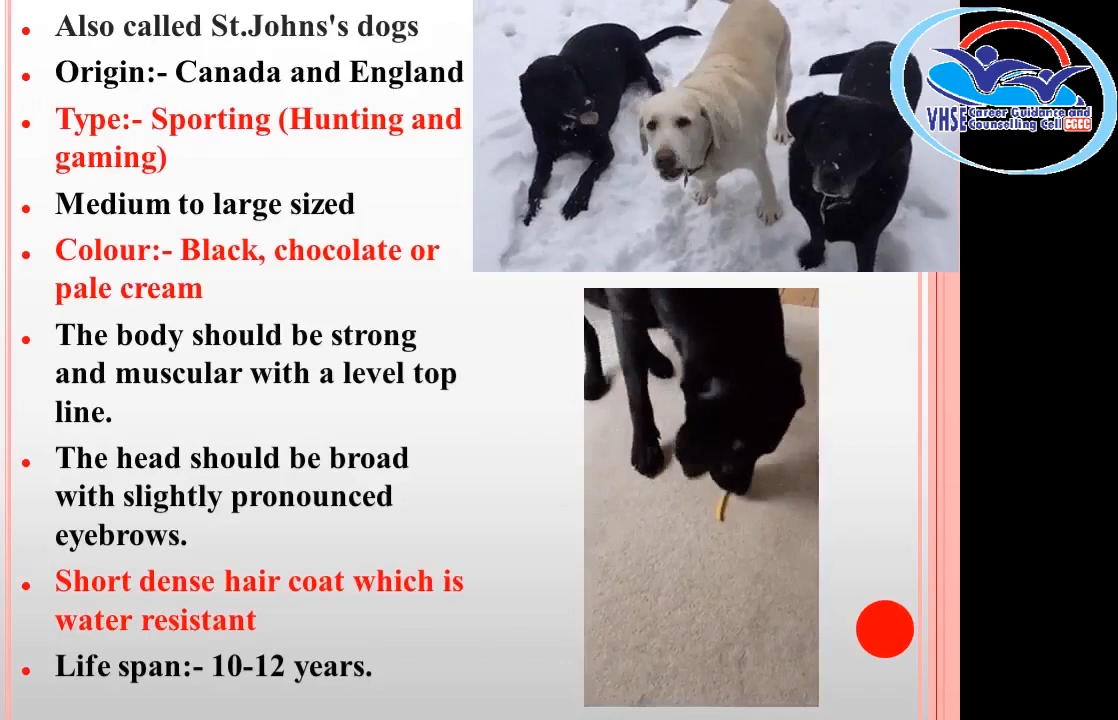 Also called St.Johns's dogs
Origin:- Canada and England
Type:- Sporting (Hunting and
gaming)
Medium to large sized
Colour:- Black, chocolate or
pale cream
The body should be strong
and muscular with a level top
line.
The head should be broad
with slightly pronounced
eyebrows.
Short dense hair coat which is
water resistant
Life span:- 10-12 years.
VHSE Career Guidance and
Counselling Cell CGCC